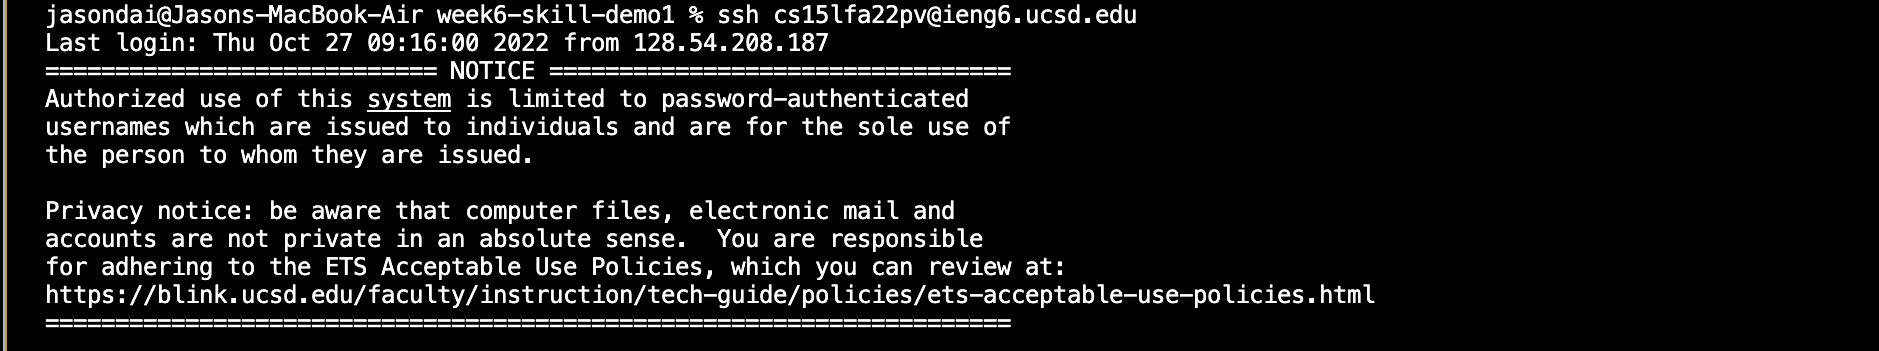 jasondai@Jasons-MacBook-Air week6-skill-demo1 % ssh cs15lfa22pv@ieng6.ucsd.edu
Last login: Thu Oct 27 09:16:00 2022 from 128.54.208.187
============================ NOTICE =================================
Authorized use of this system is limited to password-authenticated
usernames which are issued to individuals and are for the sole use of
the person to whom they are issued.

Privacy notice: be aware that computer files, electronic mail and
accounts are not private in an absolute sense.  You are responsible
for adhering to the ETS Acceptable Use Policies, which you can review at:
https://blink.ucsd.edu/faculty/instruction/tech-guide/policies/ets-acceptable-use-policies.html
=====================================================================